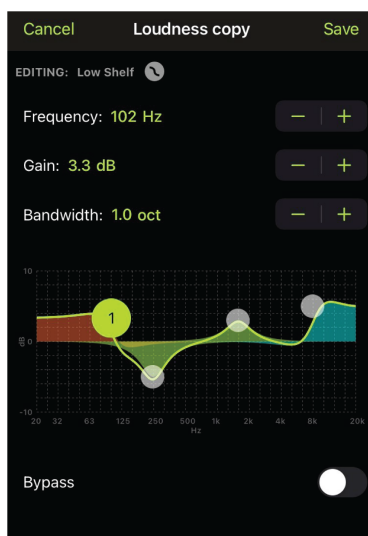 Cancel Loudness copy Save
EDITING: Low Shelf
Frequency: 102 Hz − +
Gain: 3.3 dB − +
Bandwidth: 1.0 oct − +
10
1
dB 0
-10
20 32 63 125 250 500 1k 2k 4k 8k 20k
Hz
Bypass